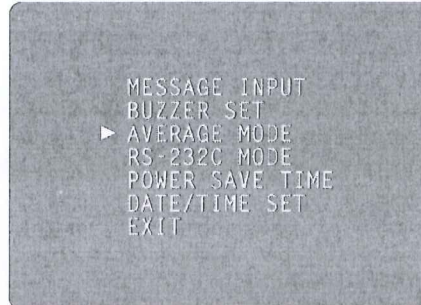 MESSAGE INPUT
BUZZER SET
▶ AVERAGE MODE
RS-232C MODE
POWER SAVE TIME
DATE/TIME SET
EXIT